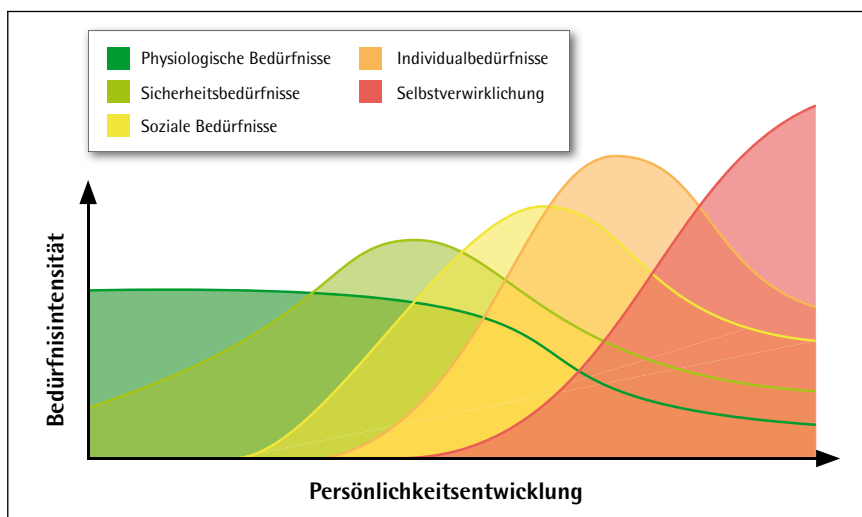 Physiologische Bedürfnisse
Sicherheitsbedürfnisse
Soziale Bedürfnisse
Individualbedürfnisse
Selbstverwirklichung
Bedürfnisintensität
Persönlichkeitsentwicklung